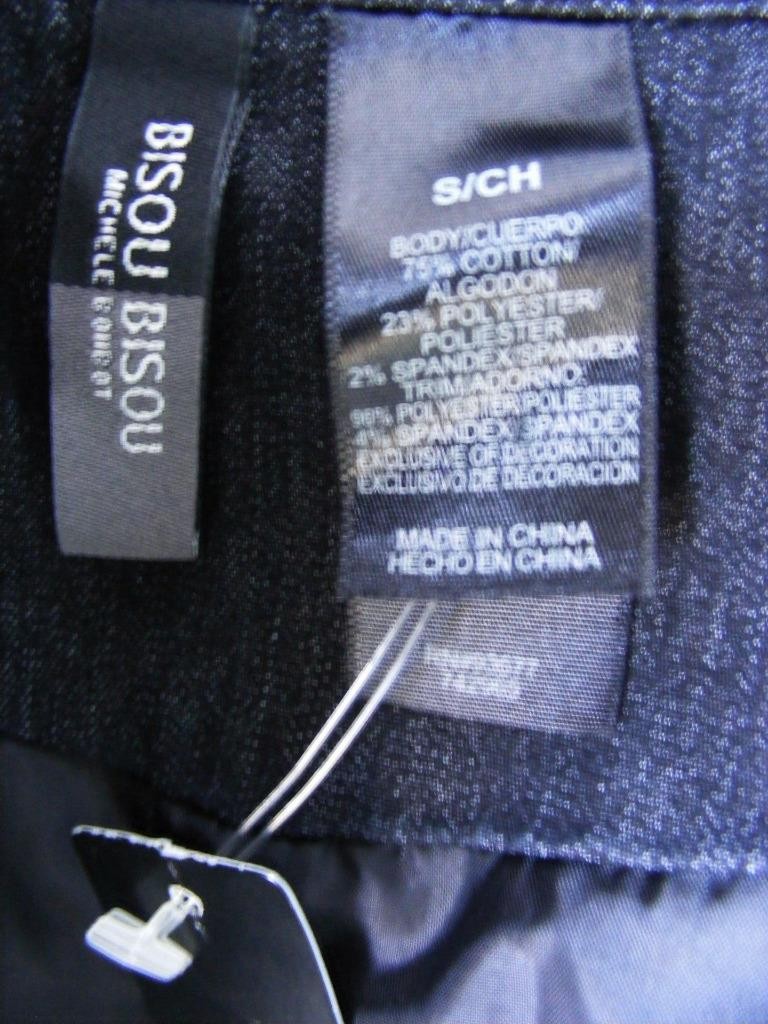 BISOU BISOU
MICHELE BOHBOT
S/CH
BODY/CUERPO
75% COTTON/
ALGODON
23% POLYESTER/
POLIESTER
2% SPANDEX/SPANDEX
TRIM/ADORNO:
96% POLYESTER/POLIESTER
4% SPANDEX/SPANDEX
EXCLUSIVE OF DECORATION
EXCLUSIVO DE DECORACION
MADE IN CHINA
HECHO EN CHINA